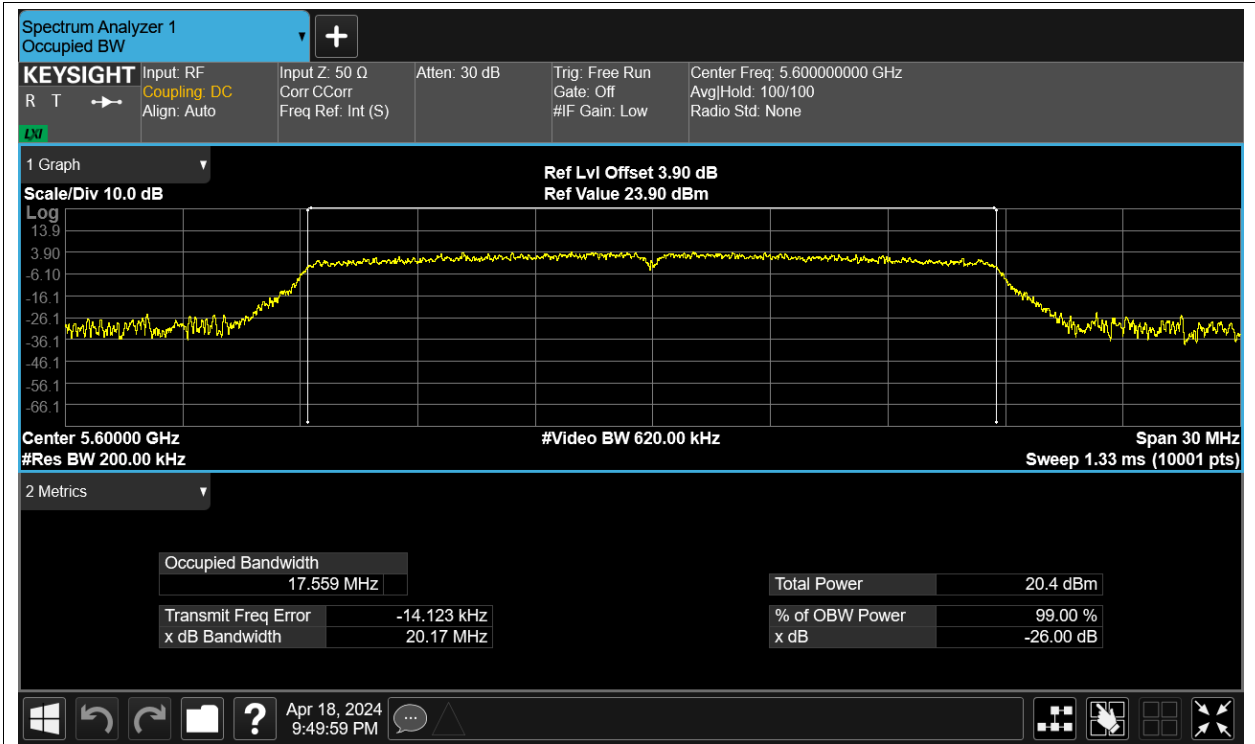 Spectrum Analyzer 1
Occupied BW
KEYSIGHT
R T
LXI
Input: RF
Coupling: DC
Align: Auto
Input Z: 50 Ω
Corr CCorr
Freq Ref: Int (S)
Atten: 30 dB
Trig: Free Run
Gate: Off
#IF Gain: Low
Center Freq: 5.600000000 GHz
Avg|Hold: 100/100
Radio Std: None
1 Graph
Scale/Div 10.0 dB
Ref Lvl Offset 3.90 dB
Ref Value 23.90 dBm
Log
13.9
3.90
-6.10
-16.1
-26.1
-36.1
-46.1
-56.1
-66.1
Center 5.60000 GHz
#Res BW 200.00 kHz
#Video BW 620.00 kHz
Span 30 MHz
Sweep 1.33 ms (10001 pts)
2 Metrics
Occupied Bandwidth
17.559 MHz
Transmit Freq Error -14.123 kHz
x dB Bandwidth 20.17 MHz
Total Power 20.4 dBm
% of OBW Power 99.00 %
x dB -26.00 dB
?
Apr 18, 2024
9:49:59 PM